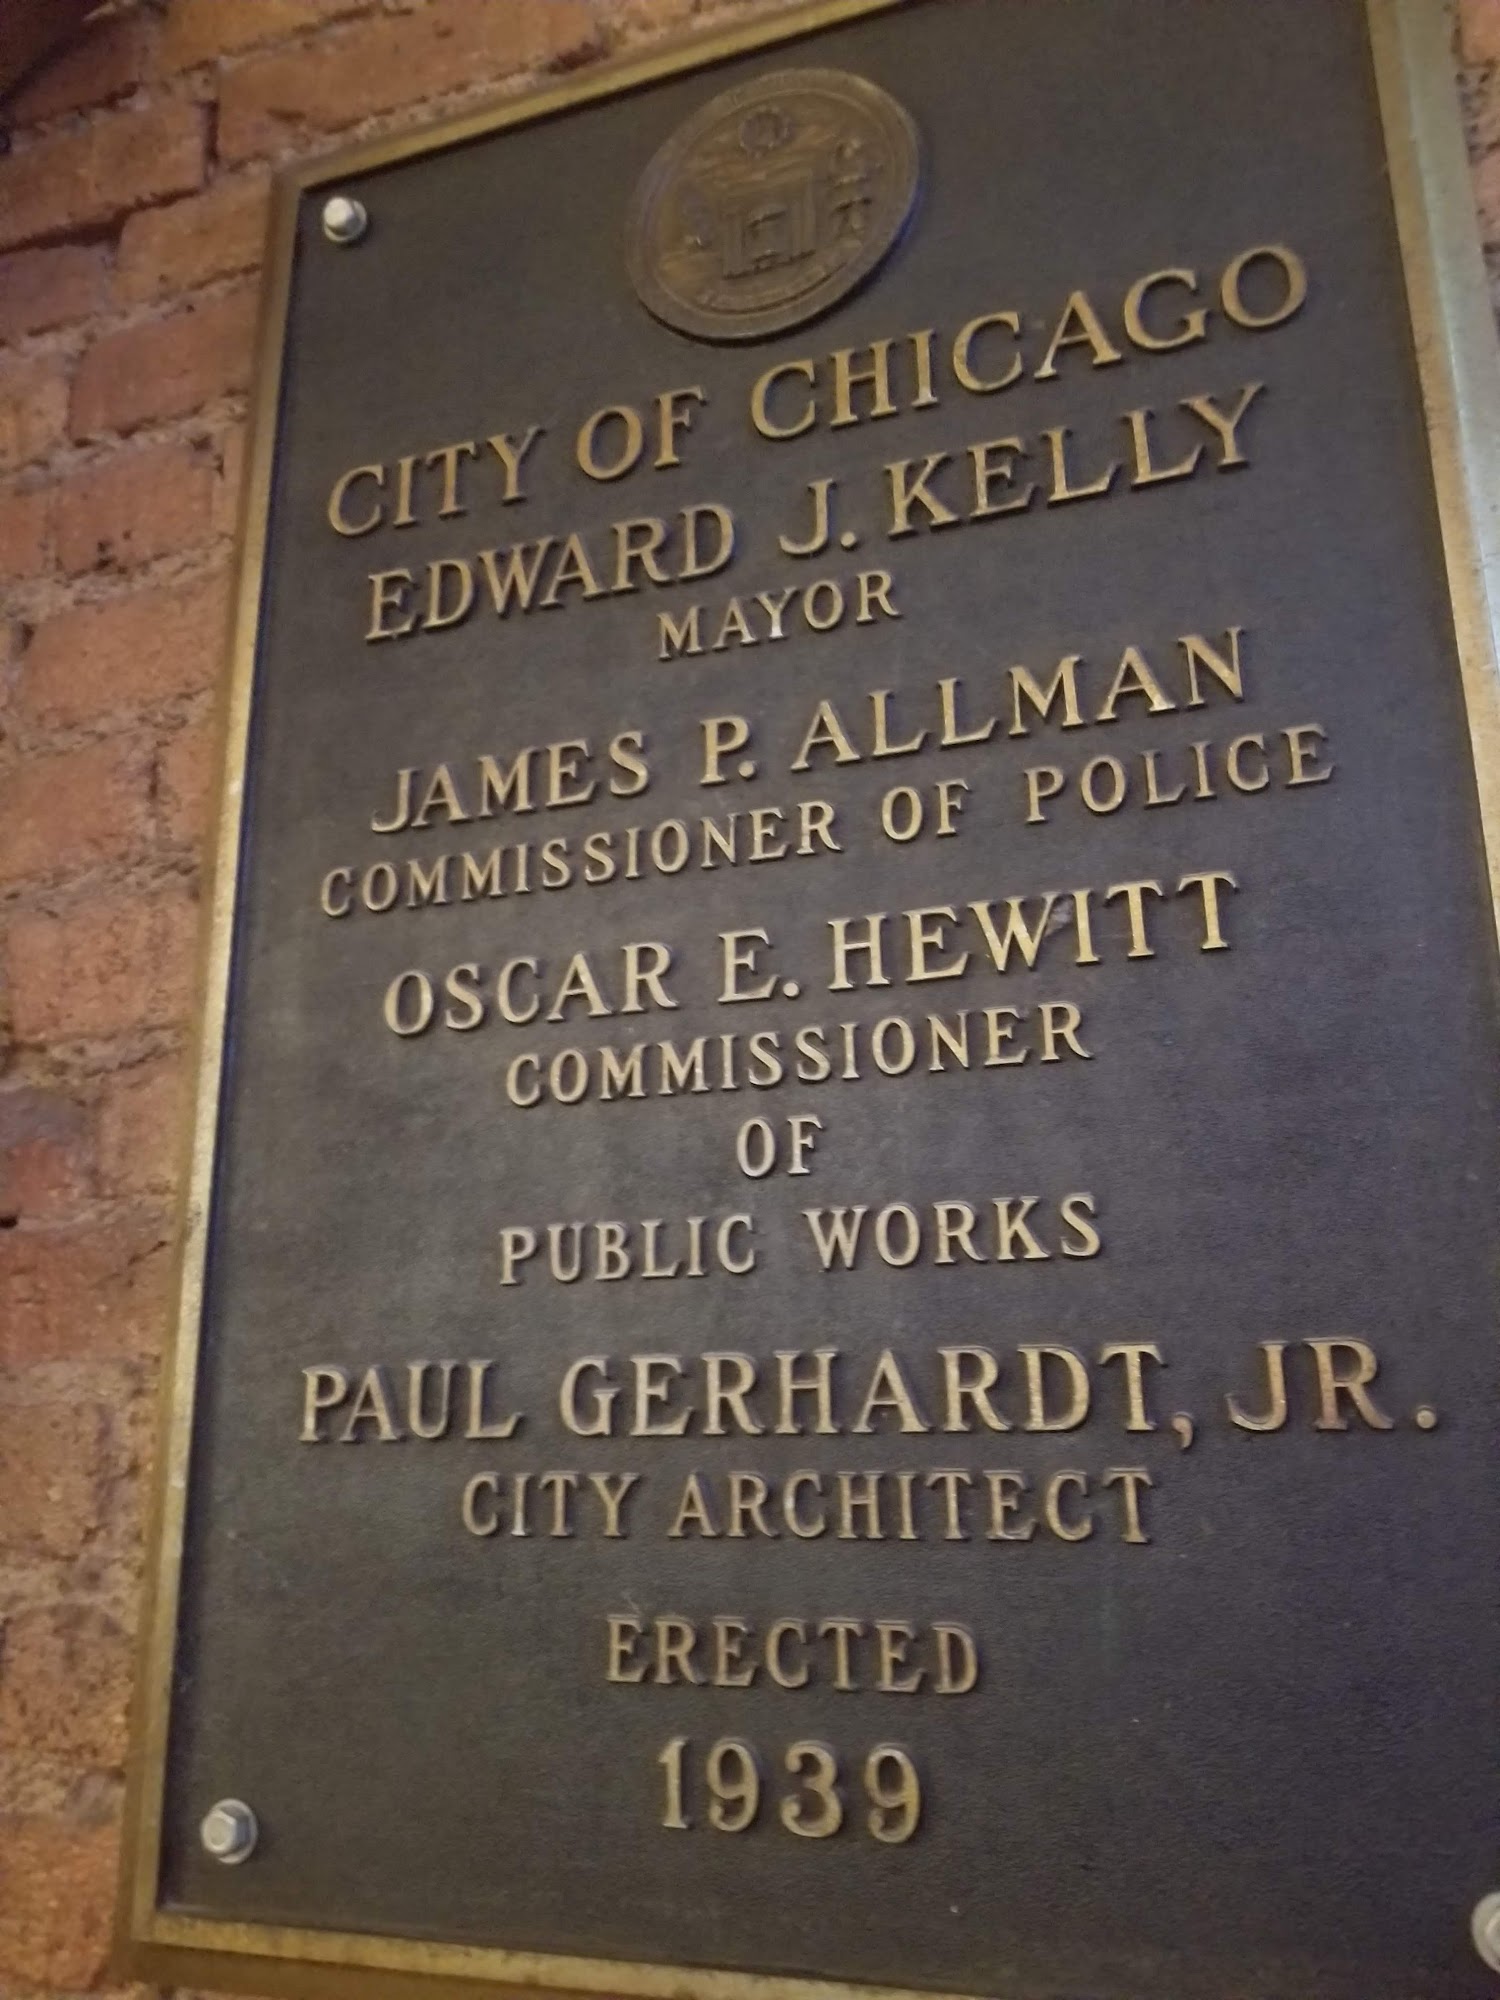 CITY OF CHICAGO
EDWARD J. KELLY
MAYOR
JAMES P. ALLMAN
COMMISSIONER OF POLICE
OSCAR E. HEWITT
COMMISSIONER
OF
PUBLIC WORKS
PAUL GERHARDT, JR.
CITY ARCHITECT
ERECTED
1939